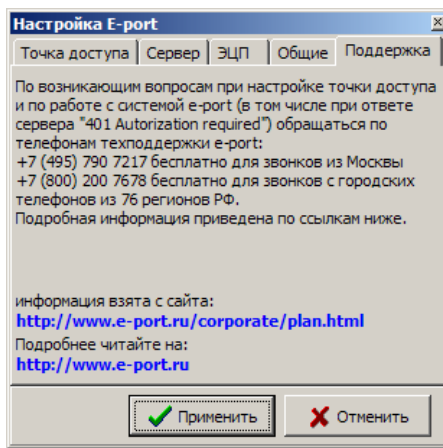 Настройка E-port
Точка доступа Сервер ЭЦП Общие Поддержка
По возникающим вопросам при настройке точки доступа
и по работе с системой e-port (в том числе при ответе
сервера "401 Autorization required") обращаться по
телефонам техподдержки e-port:
+7 (495) 790 7217 бесплатно для звонков из Москвы
+7 (800) 200 7678 бесплатно для звонков с городских
телефонов из 76 регионов РФ.
Подробная информация приведена по ссылкам ниже.
информация взята с сайта:
http://www.e-port.ru/corporate/plan.html
Подробнее читайте на:
http://www.e-port.ru
Применить Отменить